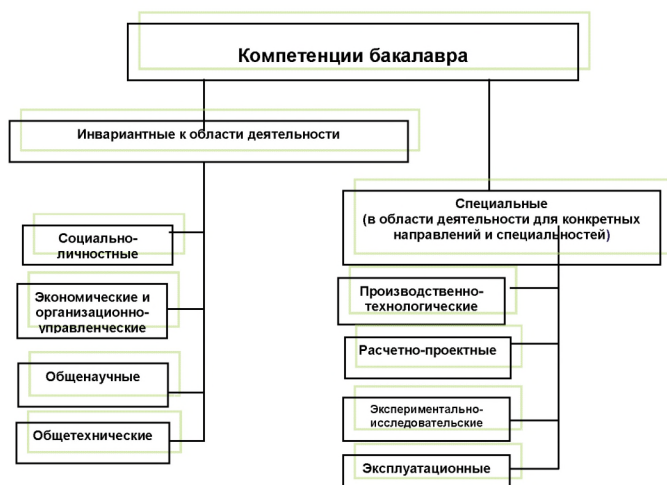 Компетенции бакалавра
Инвариантные к области деятельности
Социально-
личностные
Экономические и
организационно-
управленческие
Общенаучные
Общетехнические
Специальные
(в области деятельности для конкретных
направлений и специальностей)
Производственно-
технологические
Расчетно-проектные
Экспериментально-
исследовательские
Эксплуатационные